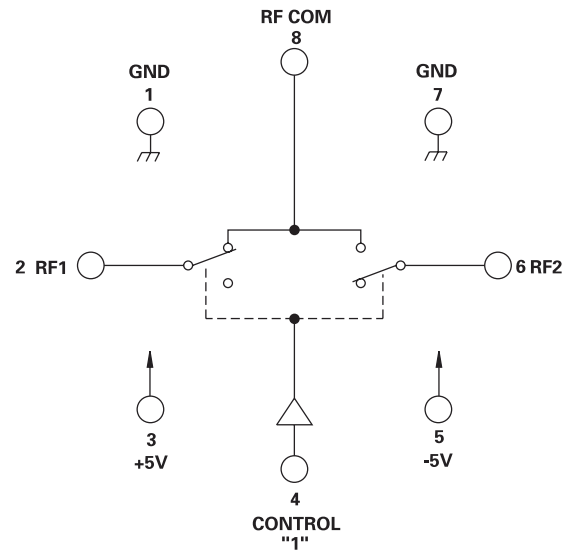 RF COM
8
GND
1
GND
7
2 RF1
6 RF2
3
+5V
5
-5V
4
CONTROL
"1"